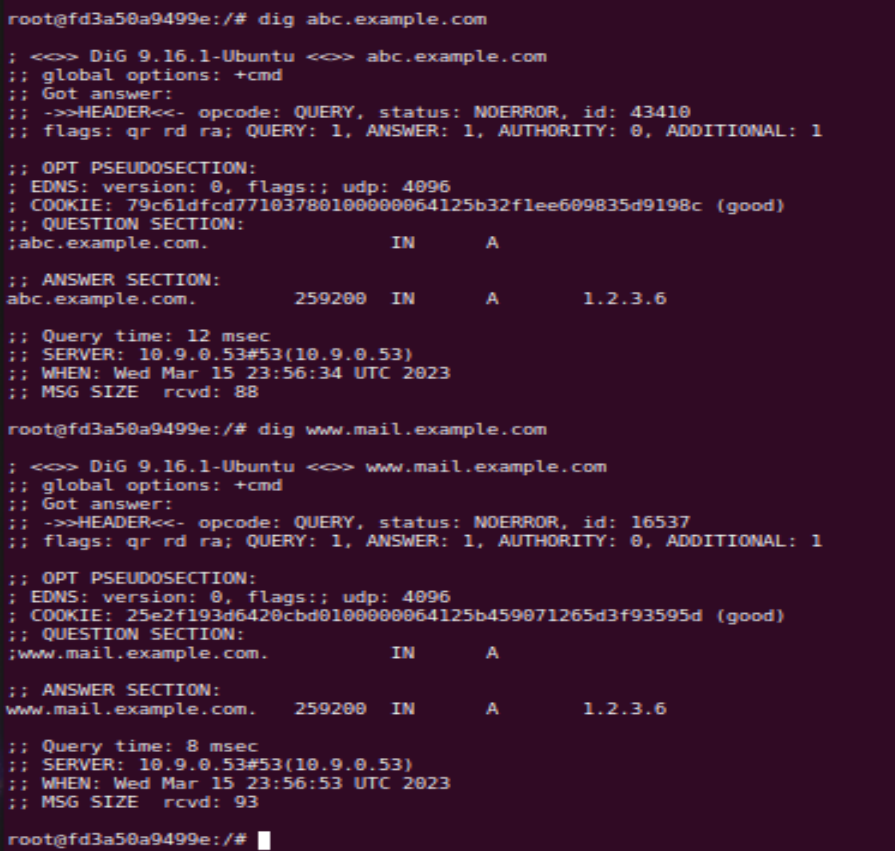 root@fd3a50a9499e:/# dig abc.example.com
; <<>> DiG 9.16.1-Ubuntu <<>> abc.example.com
;; global options: +cmd
;; Got answer:
;; ->>HEADER<<- opcode: QUERY, status: NOERROR, id: 43410
;; flags: qr rd ra; QUERY: 1, ANSWER: 1, AUTHORITY: 0, ADDITIONAL: 1
;; OPT PSEUDOSECTION:
; EDNS: version: 0, flags:; udp: 4096
; COOKIE: 79c61dfcd77103780100000064125b32f1ee609835d9198c (good)
;; QUESTION SECTION:
;abc.example.com. IN A
;; ANSWER SECTION:
abc.example.com. 259200 IN A 1.2.3.6
;; Query time: 12 msec
;; SERVER: 10.9.0.53#53(10.9.0.53)
;; WHEN: Wed Mar 15 23:56:34 UTC 2023
;; MSG SIZE rcvd: 88
root@fd3a50a9499e:/# dig www.mail.example.com
; <<>> DiG 9.16.1-Ubuntu <<>> www.mail.example.com
;; global options: +cmd
;; Got answer:
;; ->>HEADER<<- opcode: QUERY, status: NOERROR, id: 16537
;; flags: qr rd ra; QUERY: 1, ANSWER: 1, AUTHORITY: 0, ADDITIONAL: 1
;; OPT PSEUDOSECTION:
; EDNS: version: 0, flags:; udp: 4096
; COOKIE: 25e2f193d6420cbd0100000064125b459071265d3f93595d (good)
;; QUESTION SECTION:
;www.mail.example.com. IN A
;; ANSWER SECTION:
www.mail.example.com. 259200 IN A 1.2.3.6
;; Query time: 8 msec
;; SERVER: 10.9.0.53#53(10.9.0.53)
;; WHEN: Wed Mar 15 23:56:53 UTC 2023
;; MSG SIZE rcvd: 93
root@fd3a50a9499e:/#